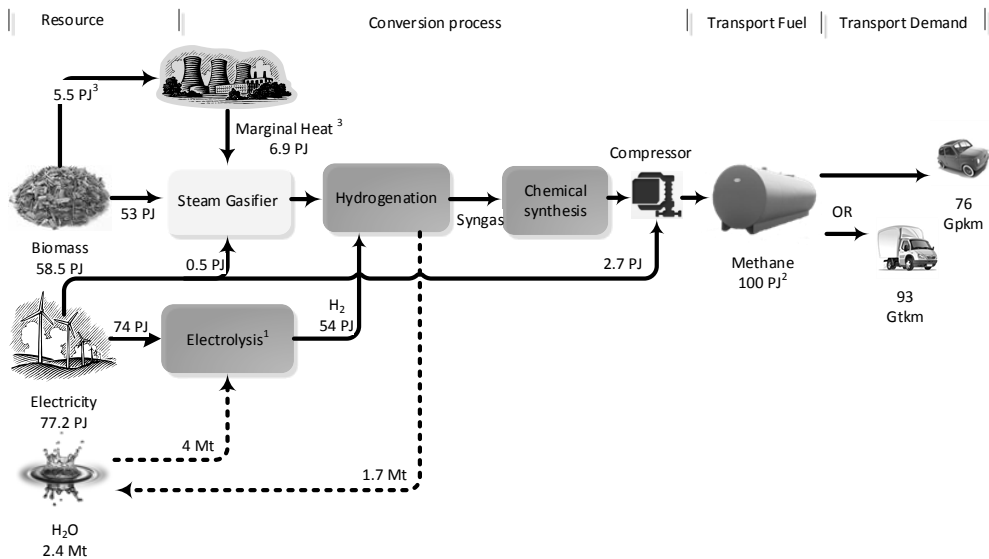 Resource
Conversion process
Transport Fuel
Transport Demand
5.5 PJ³
Marginal Heat ³
6.9 PJ
Compressor
Steam Gasifier
Hydrogenation
Chemical
synthesis
53 PJ
Syngas
OR
76
Gpkm
Biomass
58.5 PJ
0.5 PJ
2.7 PJ
Methane
100 PJ²
93
Gtkm
H₂
54 PJ
74 PJ
Electrolysis¹
Electricity
77.2 PJ
4 Mt
1.7 Mt
H₂O
2.4 Mt